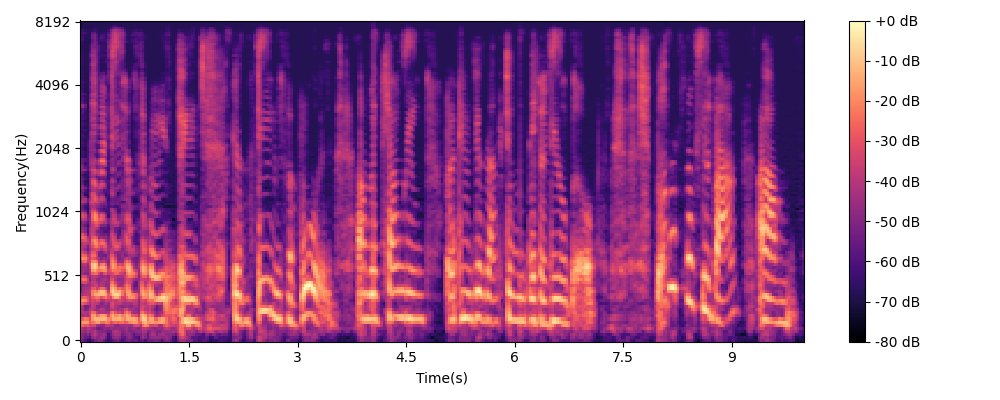 8192
4096
2048
1024
512
0
Frequency(Hz)
0
1.5
3
4.5
6
7.5
9
Time(s)
+0 dB
-10 dB
-20 dB
-30 dB
-40 dB
-50 dB
-60 dB
-70 dB
-80 dB